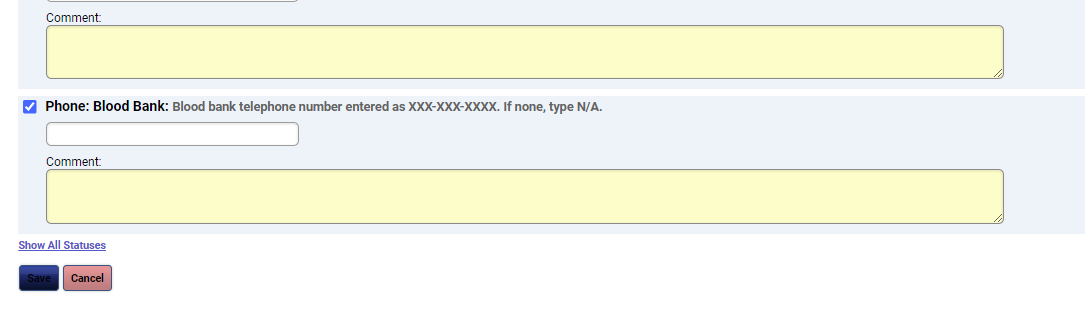 Comment:
Phone: Blood Bank: Blood bank telephone number entered as XXX-XXX-XXXX. If none, type N/A.
Comment:
Show All Statuses
Save Cancel